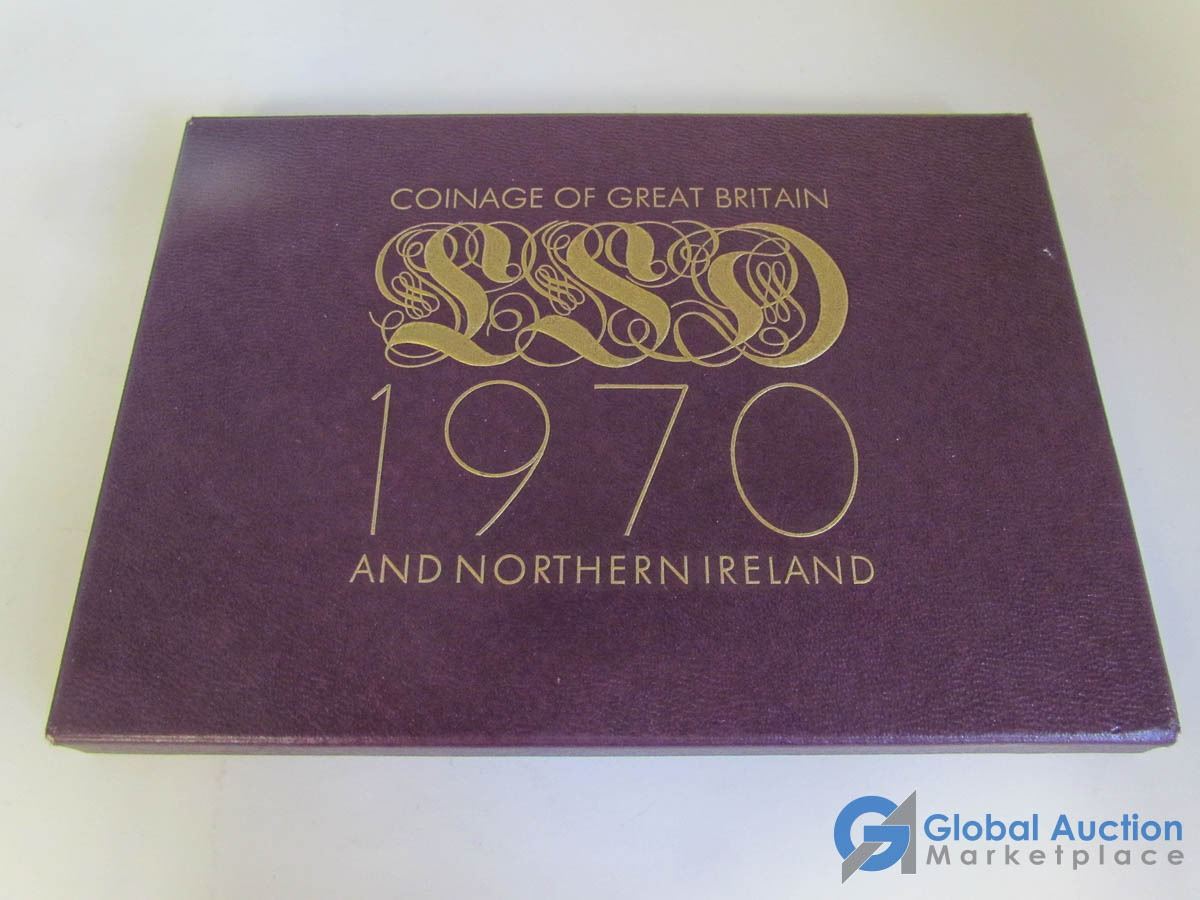 COINAGE OF GREAT BRITAIN
LSD
1970
AND NORTHERN IRELAND
Global Auction
Marketplace